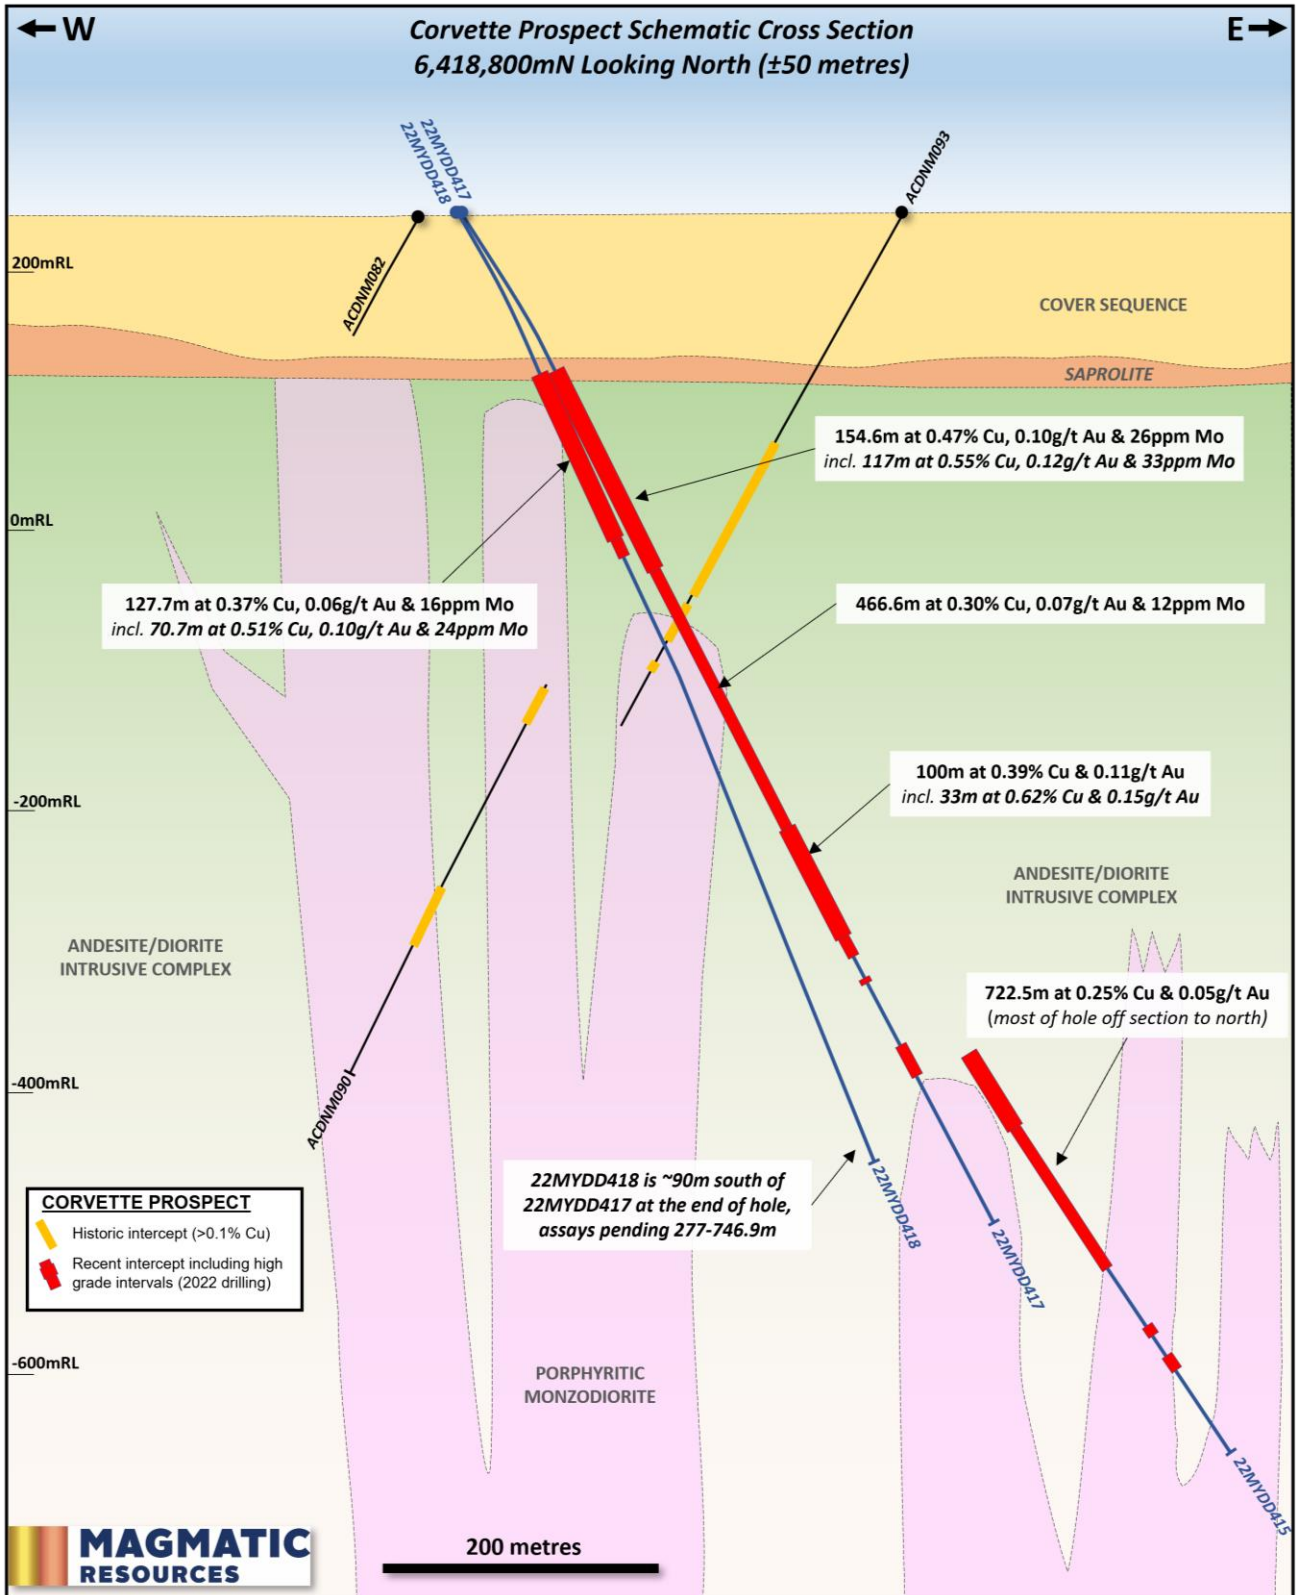 W
Corvette Prospect Schematic Cross Section
6,418,800mN Looking North (±50 metres)
E
22MYDD417
22MYDD418
ACDNM093
200mRL
ACDNM082
COVER SEQUENCE
SAPROLITE
154.6m at 0.47% Cu, 0.10g/t Au & 26ppm Mo
incl. 117m at 0.55% Cu, 0.12g/t Au & 33ppm Mo
0mRL
127.7m at 0.37% Cu, 0.06g/t Au & 16ppm Mo
incl. 70.7m at 0.51% Cu, 0.10g/t Au & 24ppm Mo
466.6m at 0.30% Cu, 0.07g/t Au & 12ppm Mo
100m at 0.39% Cu & 0.11g/t Au
incl. 33m at 0.62% Cu & 0.15g/t Au
-200mRL
ANDESITE/DIORITE
INTRUSIVE COMPLEX
ANDESITE/DIORITE
INTRUSIVE COMPLEX
722.5m at 0.25% Cu & 0.05g/t Au
(most of hole off section to north)
-400mRL
ACDNM090
22MYDD418 is ~90m south of
22MYDD417 at the end of hole,
assays pending 277-746.9m
22MYDD418
22MYDD417
CORVETTE PROSPECT
Historic intercept (>0.1% Cu)
Recent intercept including high
grade intervals (2022 drilling)
-600mRL
PORPHYRITIC
MONZODIORITE
22MYDD415
MAGMATIC
RESOURCES
200 metres